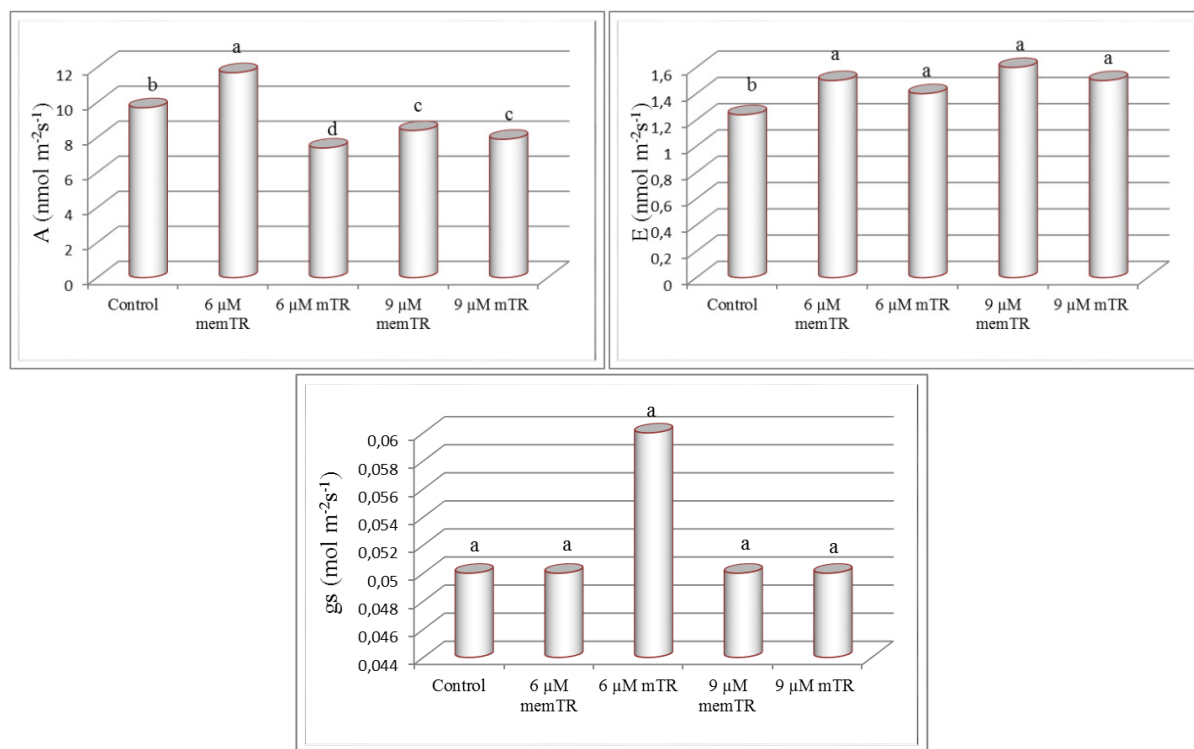 A (nmol m⁻²s⁻¹)
12
10
8
6
4
2
0
b
a
d
c
c
Control
6 µM memTR
6 µM mTR
9 µM memTR
9 µM mTR
E (nmol m⁻²s⁻¹)
1,6
1,4
1,2
1
0,8
0,6
0,4
0,2
0
b
a
a
a
a
Control
6 µM memTR
6 µM mTR
9 µM memTR
9 µM mTR
gs (mol m⁻²s⁻¹)
0,06
0,058
0,056
0,054
0,052
0,05
0,048
0,046
0,044
a
a
a
a
a
Control
6 µM memTR
6 µM mTR
9 µM memTR
9 µM mTR